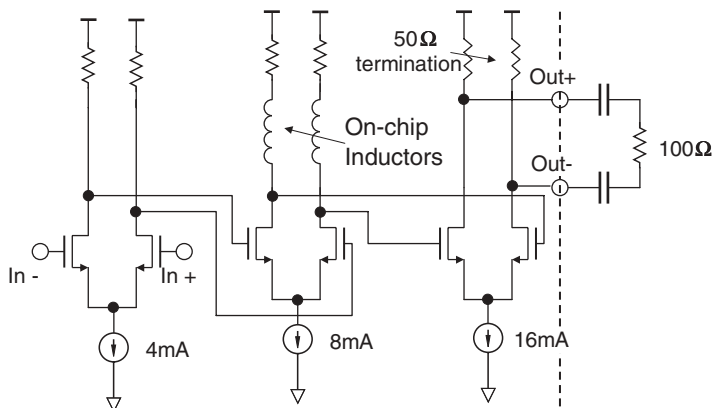 50Ω
termination
Out+
On-chip
Inductors
100Ω
Out-
In -
In +
4mA
8mA
16mA